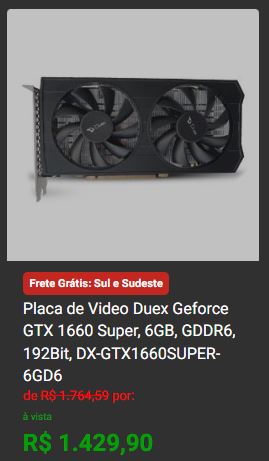 Duex
Frete Grátis: Sul e Sudeste
Placa de Video Duex Geforce
GTX 1660 Super, 6GB, GDDR6,
192Bit, DX-GTX1660SUPER-
6GD6
de R$ 1.764,59 por:
à vista
R$ 1.429,90